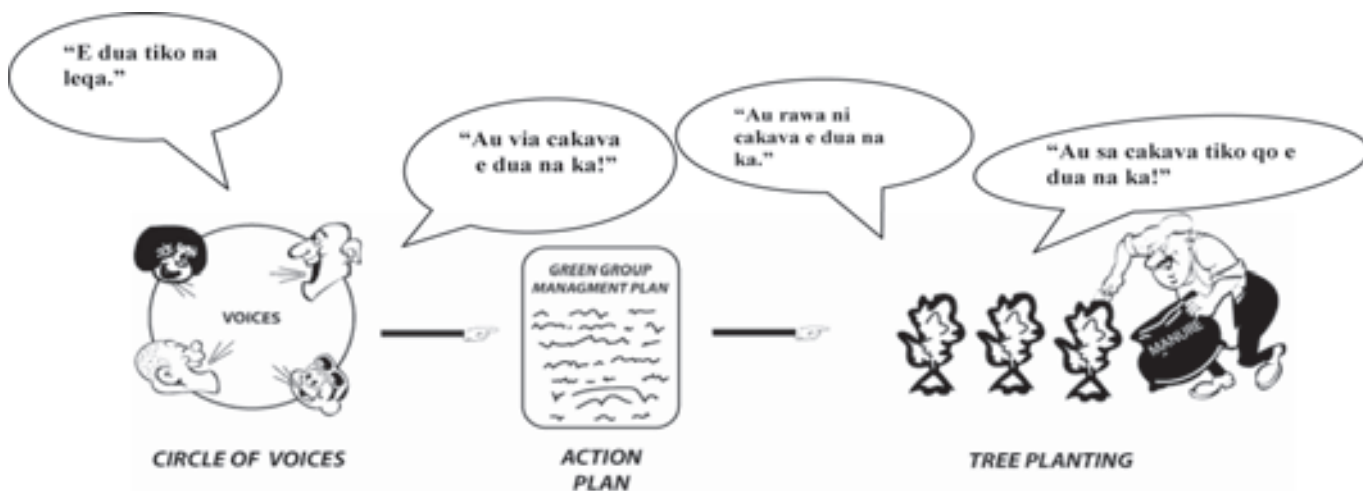 “E dua tiko na
leqa.”
“Au via cakava
e dua na ka!”
“Au rawa ni
cakava e dua na
ka.”
“Au sa cakava tiko qo e
dua na ka!”
VOICES
GREEN GROUP
MANAGMENT PLAN
MANURE
CIRCLE OF VOICES
ACTION
PLAN
TREE PLANTING